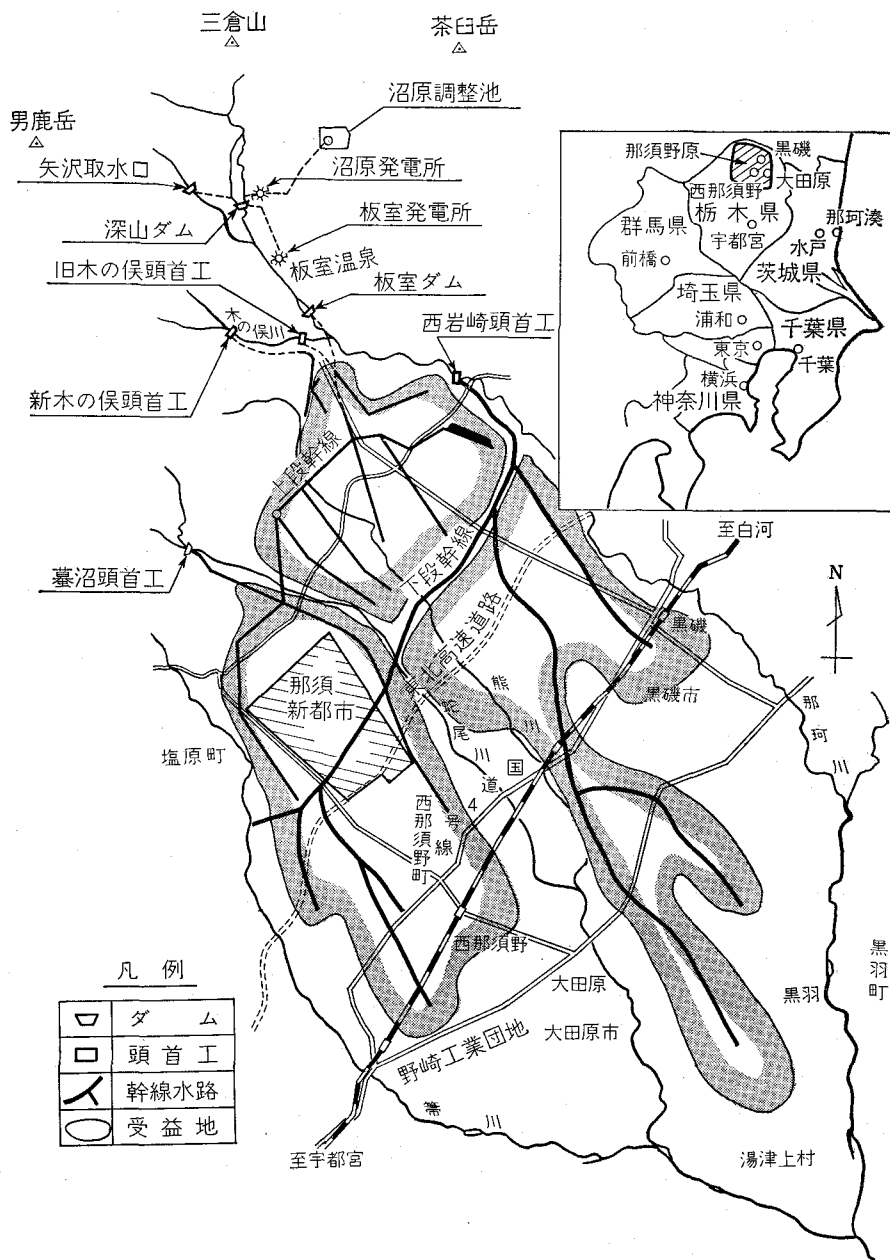 三倉山
茶臼岳
男鹿岳
沼原調整池
矢沢取水口
沼原発電所
深山ダム
板室発電所
板室温泉
旧木の俣頭首工
板室ダム
木の俣川
西岩崎頭首工
新木の俣頭首工
上段幹線
下段幹線
蟇沼頭首工
東北高速道路
那須
新都市
塩原町
熊川
蛇尾川
国道4号線
西那須野町
西那須野
大田原
大田原市
野崎工業団地
箒川
至宇都宮
至白河
N
黒磯
黒磯市
那珂川
黒羽
黒羽町
湯津上村
那須野原
黒磯
大田原
西那須野
栃木県
宇都宮
群馬県
前橋
那珂湊
水戸
茨城県
埼玉県
浦和
千葉県
千葉
東京
横浜
神奈川県
凡例
ダム
頭首工
幹線水路
受益地